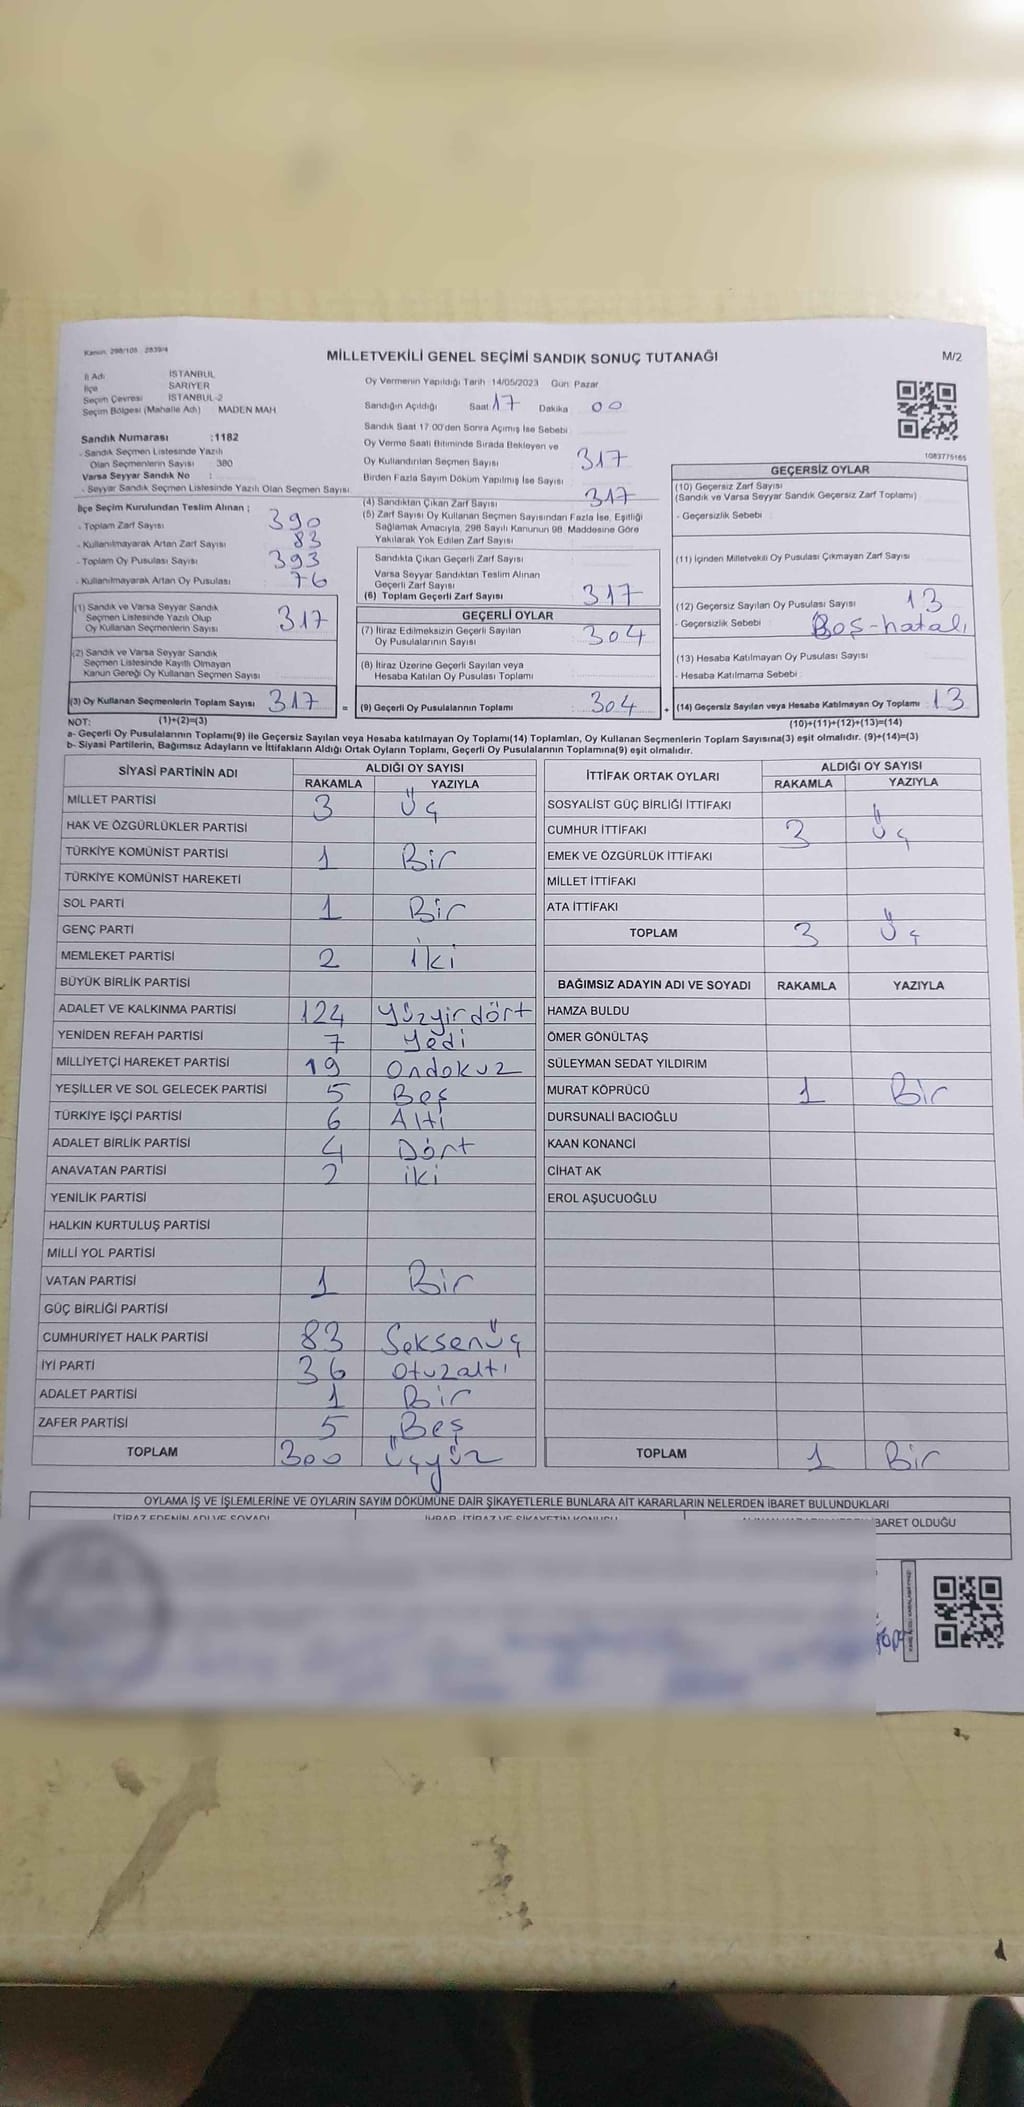 Kanun: 298/105 2839/4
MİLLETVEKİLİ GENEL SEÇİMİ SANDIK SONUÇ TUTANAĞI
M/2
İl Adı İSTANBUL
İlçe SARIYER
Seçim Çevresi İSTANBUL-2
Seçim Bölgesi (Mahalle Adı) MADEN MAH
Sandık Numarası :1182
- Sandık Seçmen Listesinde Yazılı
Olan Seçmenlerin Sayısı 380
Varsa Seyyar Sandık No :
- Seyyar Sandık Seçmen Listesinde Yazılı Olan Seçmen Sayısı
İlçe Seçim Kurulundan Teslim Alınan ;
- Toplam Zarf Sayısı 390
- Kullanılmayarak Artan Zarf Sayısı 83
- Toplam Oy Pusulası Sayısı 393
- Kullanılmayarak Artan Oy Pusulası 76
(1) Sandık ve Varsa Seyyar Sandık
Seçmen Listesinde Yazılı Olup
Oy Kullanan Seçmenlerin Sayısı 317
(2) Sandık ve Varsa Seyyar Sandık
Seçmen Listesinde Kayıtlı Olmayan
Kanun Gereği Oy Kullanan Seçmen Sayısı
(3) Oy Kullanan Seçmenlerin Toplam Sayısı 317 =
Oy Vermenin Yapıldığı Tarih :14/05/2023 Gün: Pazar
Sandığın Açıldığı Saat 17 Dakika 00
Sandık Saat 17:00'den Sonra Açımış İse Sebebi :
Oy Verme Saati Bitiminde Sırada Bekleyen ve
Oy Kullandırılan Seçmen Sayısı 317
Birden Fazla Sayım Döküm Yapılmış İse Sayısı :
(4) Sandıktan Çıkan Zarf Sayısı 317
(5) Zarf Sayısı Oy Kullanan Seçmen Sayısından Fazla İse, Eşitliği
Sağlamak Amacıyla, 298 Sayılı Kanunun 98. Maddesine Göre
Yakılarak Yok Edilen Zarf Sayısı
Sandıkta Çıkan Geçerli Zarf Sayısı :
Varsa Seyyar Sandıktan Teslim Alınan
Geçerli Zarf Sayısı
(6) Toplam Geçerli Zarf Sayısı 317
GEÇERLİ OYLAR
(7) İtiraz Edilmeksizin Geçerli Sayılan
Oy Pusulalarının Sayısı : 304
(8) İtiraz Üzerine Geçerli Sayılan veya
Hesaba Katılan Oy Pusulası Toplamı :
(9) Geçerli Oy Pusulalarının Toplamı : 304 +
1083775165
GEÇERSİZ OYLAR
(10) Geçersiz Zarf Sayısı
(Sandık ve Varsa Seyyar Sandık Geçersiz Zarf Toplamı)
- Geçersizlik Sebebi :
(11) İçinden Milletvekili Oy Pusulası Çıkmayan Zarf Sayısı
(12) Geçersiz Sayılan Oy Pusulası Sayısı 13
- Geçersizlik Sebebi : Boş-hatalı
(13) Hesaba Katılmayan Oy Pusulası Sayısı
- Hesaba Katılmama Sebebi :
(14) Geçersiz Sayılan veya Hesaba Katılmayan Oy Toplamı : 13
NOT: (1)+(2)=(3) (10)+(11)+(12)+(13)=(14)
a- Geçerli Oy Pusulalarının Toplamı(9) ile Geçersiz Sayılan veya Hesaba katılmayan Oy Toplamı(14) Toplamları, Oy Kullanan Seçmenlerin Toplam Sayısına(3) eşit olmalıdır. (9)+(14)=(3)
b- Siyasi Partilerin, Bağımsız Adayların ve İttifakların Aldığı Ortak Oyların Toplamı, Geçerli Oy Pusulalarının Toplamına(9) eşit olmalıdır.
SİYASİ PARTİNİN ADI ALDIĞI OY SAYISI
RAKAMLA YAZIYLA
MİLLET PARTİSİ 3 Üç
HAK VE ÖZGÜRLÜKLER PARTİSİ
TÜRKİYE KOMÜNİST PARTİSİ 1 Bir
TÜRKİYE KOMÜNİST HAREKETİ
SOL PARTİ 1 Bir
GENÇ PARTİ
MEMLEKET PARTİSİ 2 İki
BÜYÜK BİRLİK PARTİSİ
ADALET VE KALKINMA PARTİSİ 124 Yüzyirdört
YENİDEN REFAH PARTİSİ 7 Yedi
MİLLİYETÇİ HAREKET PARTİSİ 19 Ondokuz
YEŞİLLER VE SOL GELECEK PARTİSİ 5 Beş
TÜRKİYE İŞÇİ PARTİSİ 6 Altı
ADALET BİRLİK PARTİSİ 4 Dört
ANAVATAN PARTİSİ 2 iki
YENİLİK PARTİSİ
HALKIN KURTULUŞ PARTİSİ
MİLLİ YOL PARTİSİ
VATAN PARTİSİ 1 Bir
GÜÇ BİRLİĞİ PARTİSİ
CUMHURİYET HALK PARTİSİ 83 Seksenüç
İYİ PARTİ 36 Otuzaltı
ADALET PARTİSİ 1 Bir
ZAFER PARTİSİ 5 Beş
TOPLAM 300 Üçyüz
İTTİFAK ORTAK OYLARI ALDIĞI OY SAYISI
RAKAMLA YAZIYLA
SOSYALİST GÜÇ BİRLİĞİ İTTİFAKI
CUMHUR İTTİFAKI 3 Üç
EMEK VE ÖZGÜRLÜK İTTİFAKI
MİLLET İTTİFAKI
ATA İTTİFAKI
TOPLAM 3 Üç
BAĞIMSIZ ADAYIN ADI VE SOYADI RAKAMLA YAZIYLA
HAMZA BULDU
ÖMER GÖNÜLTAŞ
SÜLEYMAN SEDAT YILDIRIM
MURAT KÖPRÜCÜ 1 Bir
DURSUNALİ BACIOĞLU
KAAN KONANCİ
CİHAT AK
EROL AŞUCUOĞLU
TOPLAM 1 Bir
OYLAMA İŞ VE İŞLEMLERİNE VE OYLARIN SAYIM DÖKÜMÜNE DAİR ŞİKAYETLERLE BUNLARA AİT KARARLARIN NELERDEN İBARET BULUNDUKLARI
İTİRAZ EDENİN ADI VE SOYADI İHBAR, İTİRAZ VE ŞİKAYETİN KONUSU İBARET OLDUĞU